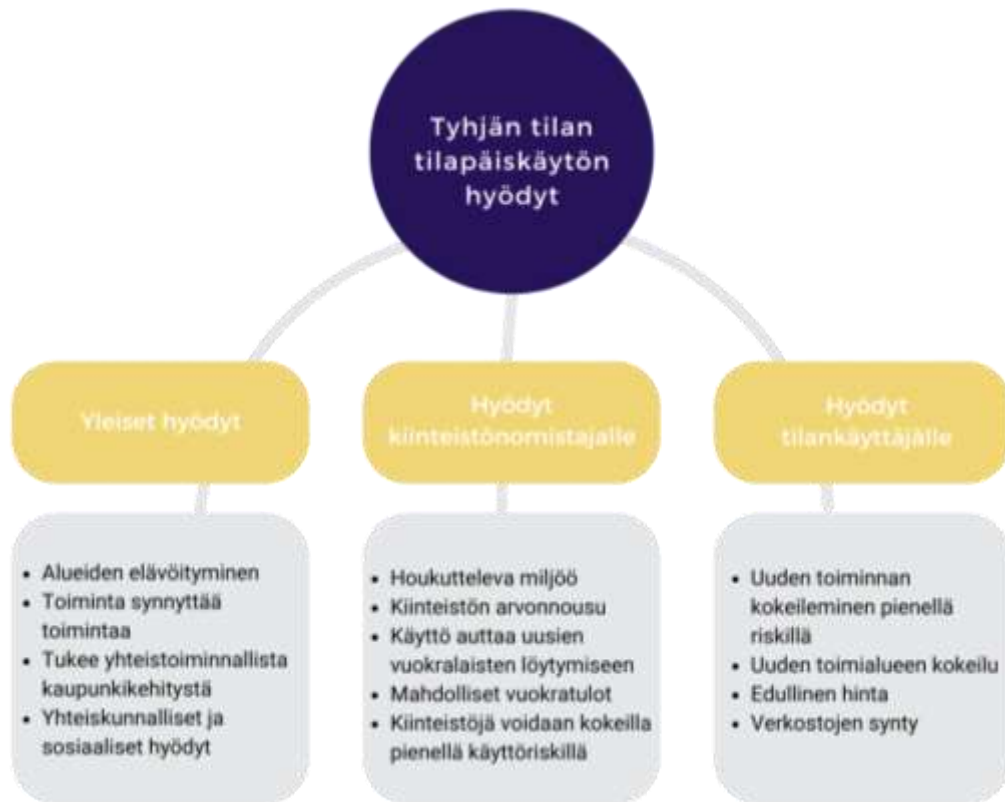 Tyhjän tilan
tilapäiskäytön
hyödyt
Yleiset hyödyt
• Alueiden elävöityminen
• Toiminta synnyttää
toimintaa
• Tukee yhteistoiminnallista
kaupunkikehitystä
• Yhteiskunnalliset ja
sosiaaliset hyödyt
Hyödyt
kiinteistönomistajalle
• Houkutteleva miljöö
• Kiinteistön arvonnousu
• Käyttö auttaa uusien
vuokralaisten löytymiseen
• Mahdolliset vuokratulot
• Kiinteistöjä voidaan kokeilla
pienellä käyttöriskillä
Hyödyt
tilankäyttäjälle
• Uuden toiminnan
kokeileminen pienellä
riskillä
• Uuden toimialueen kokeilu
• Edullinen hinta
• Verkostojen synty